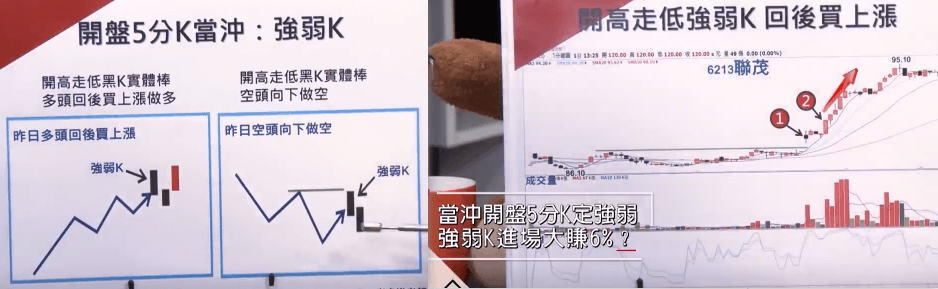 開盤5分K當沖：強弱K
開高走低黑K實體棒
多頭回後買上漲做多
開高走低黑K實體棒
空頭向下做空
昨日多頭回後買上漲
強弱K
昨日空頭向下做空
強弱K
開高走低強弱K 回後買上漲
6213聯茂
95.10
1
2
86.10
成交量
當沖開盤5分K定強弱
強弱K進場大賺6%？